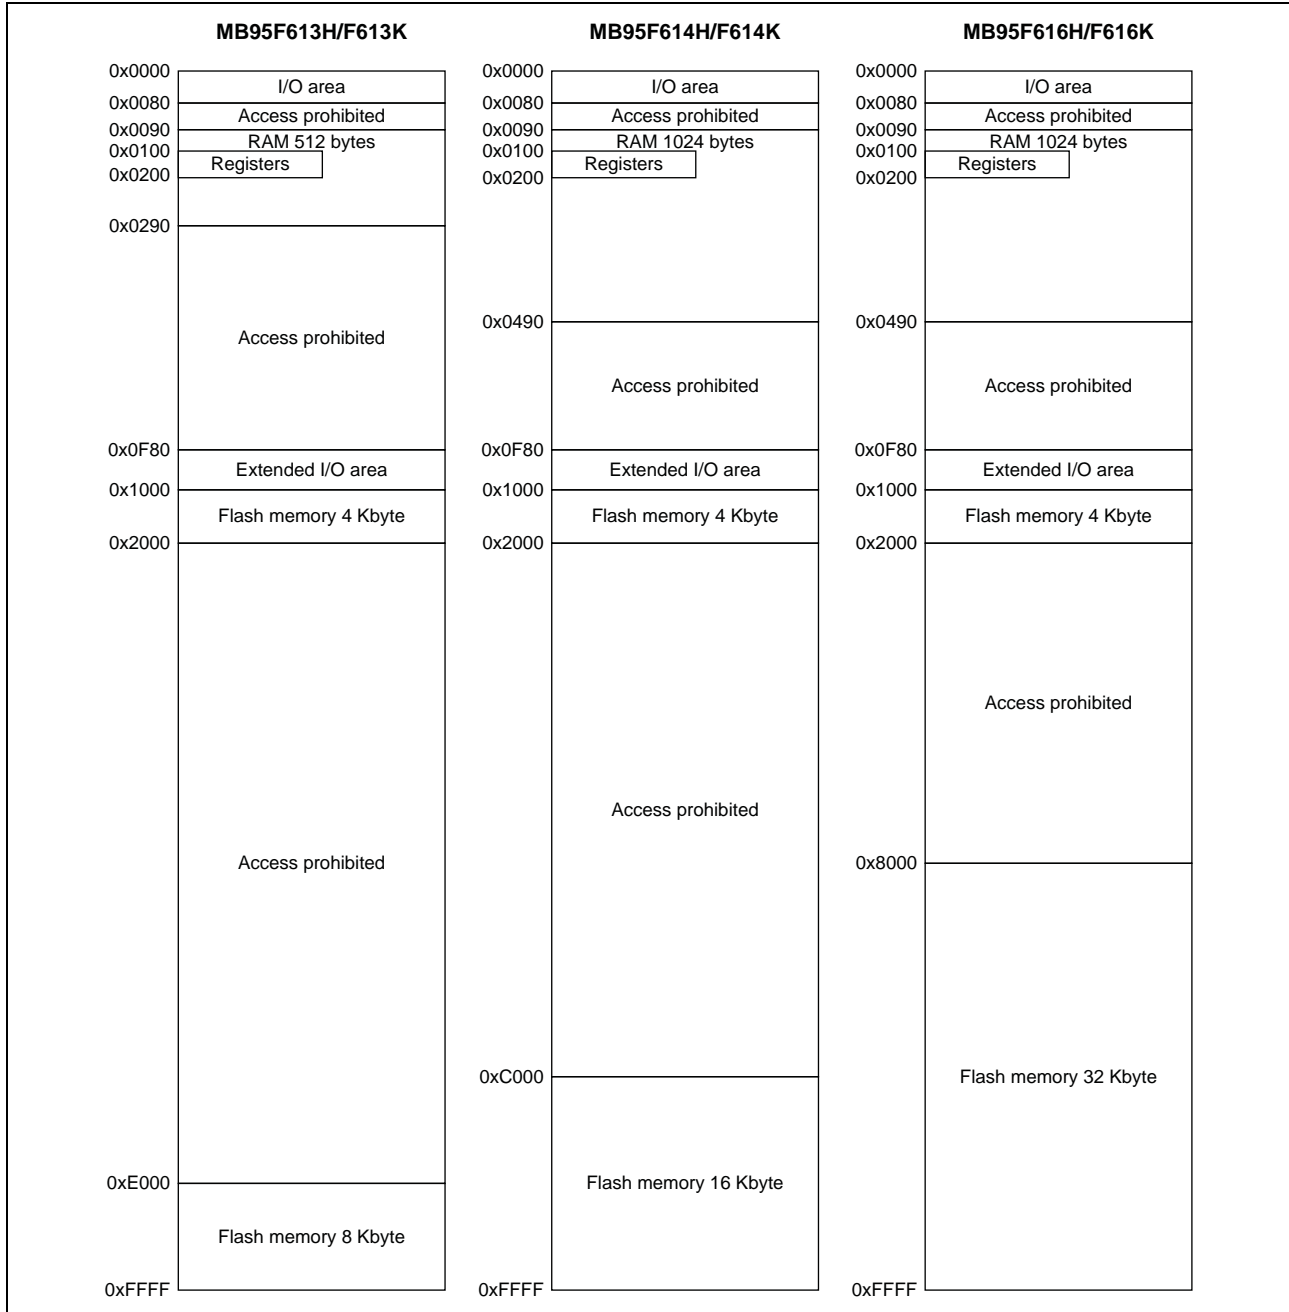 MB95F613H/F613K
0x0000
I/O area
0x0080
Access prohibited
0x0090
RAM 512 bytes
0x0100
Registers
0x0200
0x0290
Access prohibited
0x0F80
Extended I/O area
0x1000
Flash memory 4 Kbyte
0x2000
Access prohibited
0xE000
Flash memory 8 Kbyte
0xFFFF
MB95F614H/F614K
0x0000
I/O area
0x0080
Access prohibited
0x0090
RAM 1024 bytes
0x0100
Registers
0x0200
0x0490
Access prohibited
0x0F80
Extended I/O area
0x1000
Flash memory 4 Kbyte
0x2000
Access prohibited
0xC000
Flash memory 16 Kbyte
0xFFFF
MB95F616H/F616K
0x0000
I/O area
0x0080
Access prohibited
0x0090
RAM 1024 bytes
0x0100
Registers
0x0200
0x0490
Access prohibited
0x0F80
Extended I/O area
0x1000
Flash memory 4 Kbyte
0x2000
Access prohibited
0x8000
Flash memory 32 Kbyte
0xFFFF